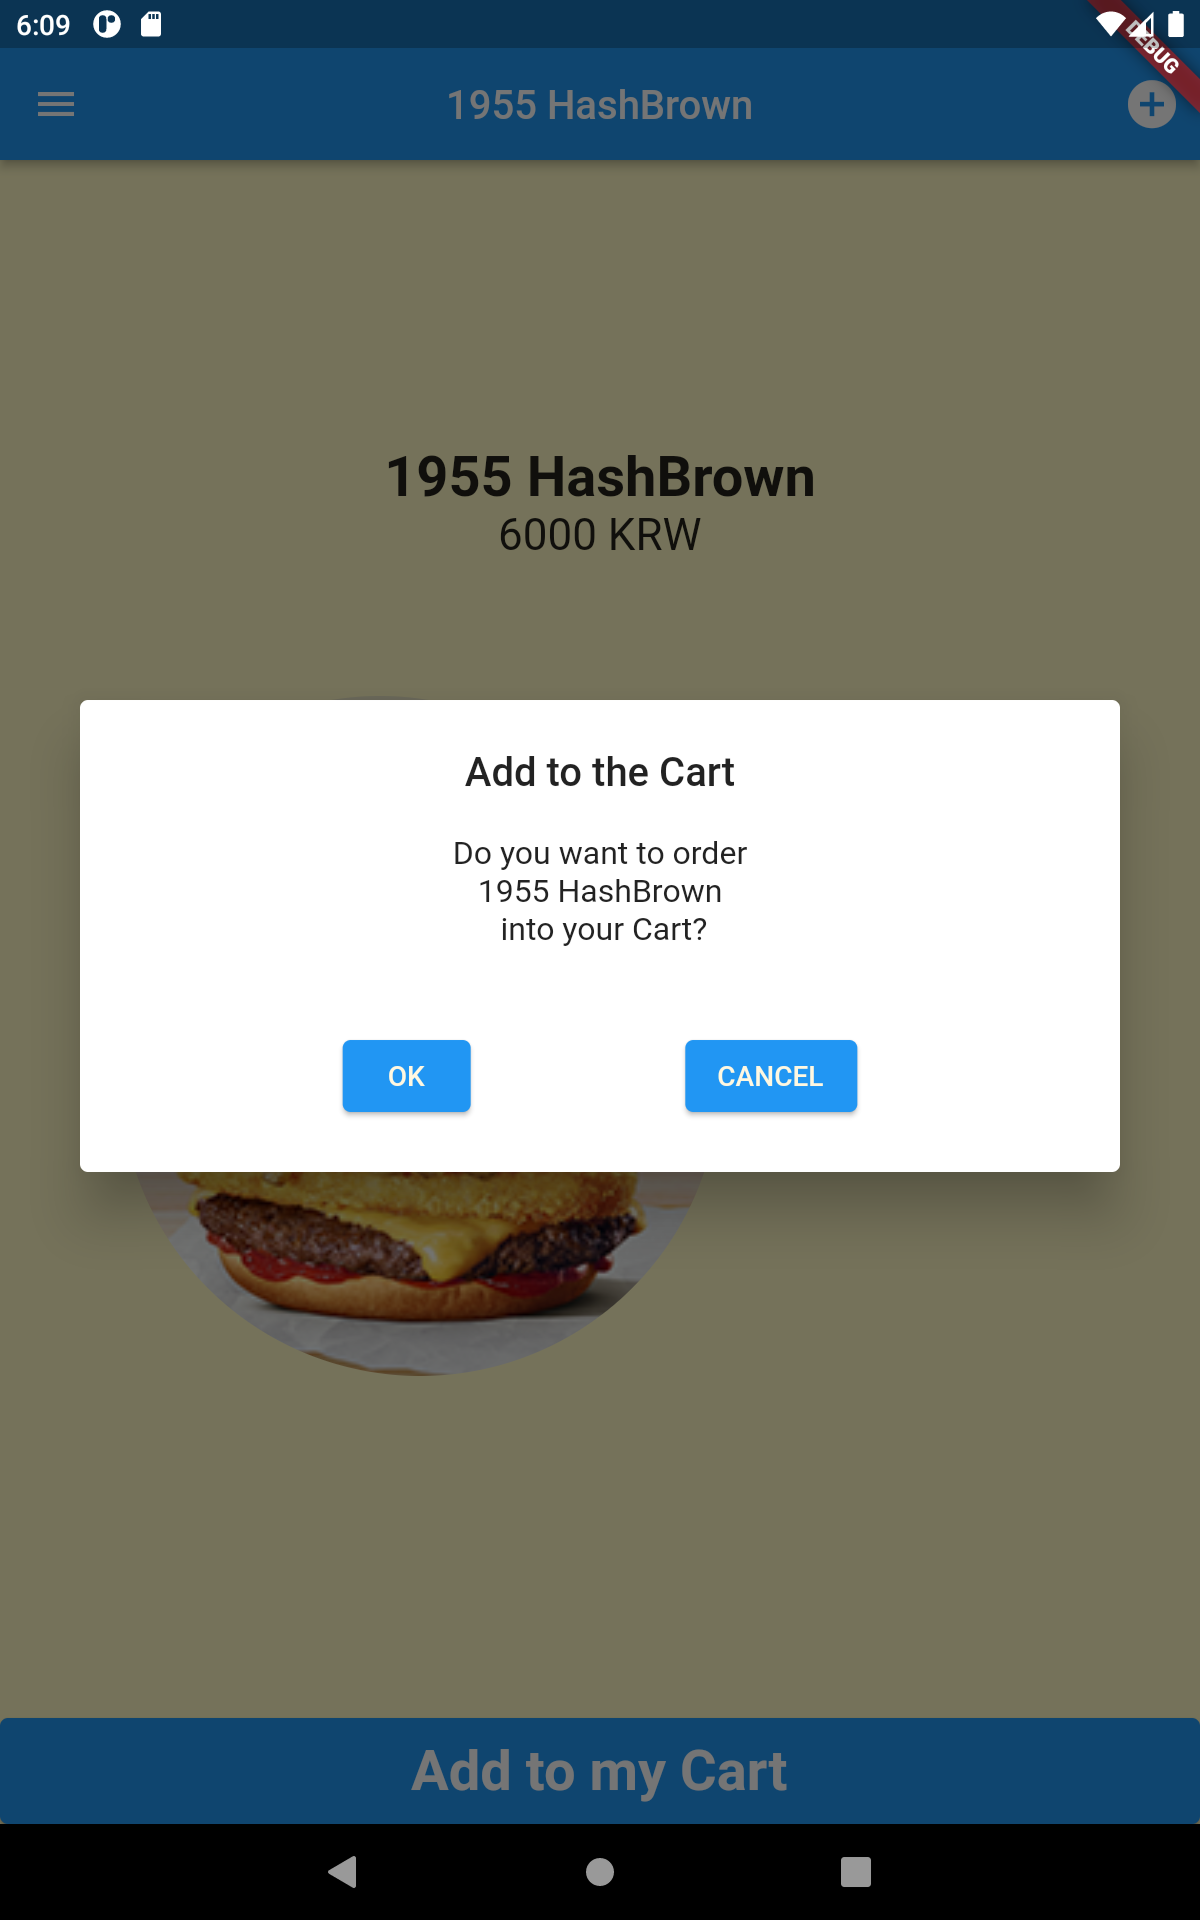 6:09
DEBUG
1955 HashBrown
1955 HashBrown
6000 KRW
Add to the Cart
Do you want to order
1955 HashBrown
into your Cart?
OK
CANCEL
Add to my Cart